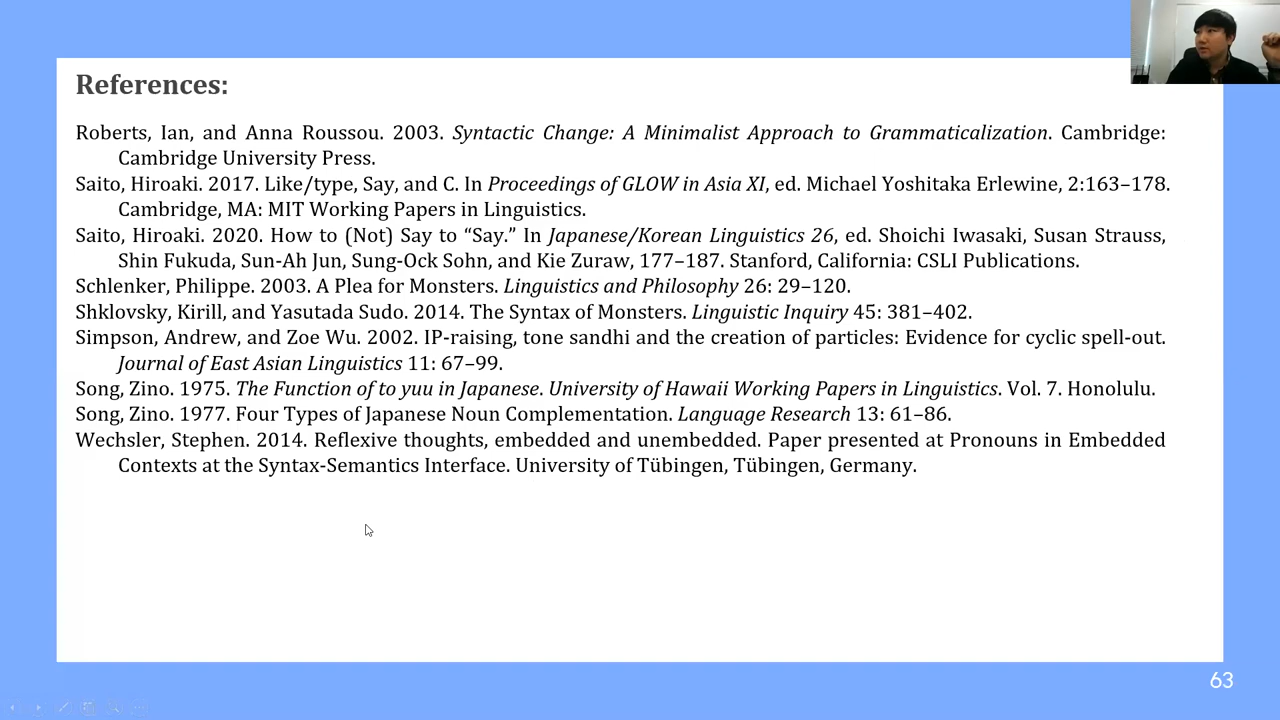 References:
Roberts, Ian, and Anna Roussou. 2003. Syntactic Change: A Minimalist Approach to Grammaticalization. Cambridge:
Cambridge University Press.
Saito, Hiroaki. 2017. Like/type, Say, and C. In Proceedings of GLOW in Asia XI, ed. Michael Yoshitaka Erlewine, 2:163–178.
Cambridge, MA: MIT Working Papers in Linguistics.
Saito, Hiroaki. 2020. How to (Not) Say to “Say.” In Japanese/Korean Linguistics 26, ed. Shoichi Iwasaki, Susan Strauss,
Shin Fukuda, Sun-Ah Jun, Sung-Ock Sohn, and Kie Zuraw, 177–187. Stanford, California: CSLI Publications.
Schlenker, Philippe. 2003. A Plea for Monsters. Linguistics and Philosophy 26: 29–120.
Shklovsky, Kirill, and Yasutada Sudo. 2014. The Syntax of Monsters. Linguistic Inquiry 45: 381–402.
Simpson, Andrew, and Zoe Wu. 2002. IP-raising, tone sandhi and the creation of particles: Evidence for cyclic spell-out.
Journal of East Asian Linguistics 11: 67–99.
Song, Zino. 1975. The Function of to yuu in Japanese. University of Hawaii Working Papers in Linguistics. Vol. 7. Honolulu.
Song, Zino. 1977. Four Types of Japanese Noun Complementation. Language Research 13: 61–86.
Wechsler, Stephen. 2014. Reflexive thoughts, embedded and unembedded. Paper presented at Pronouns in Embedded
Contexts at the Syntax-Semantics Interface. University of Tübingen, Tübingen, Germany.
63